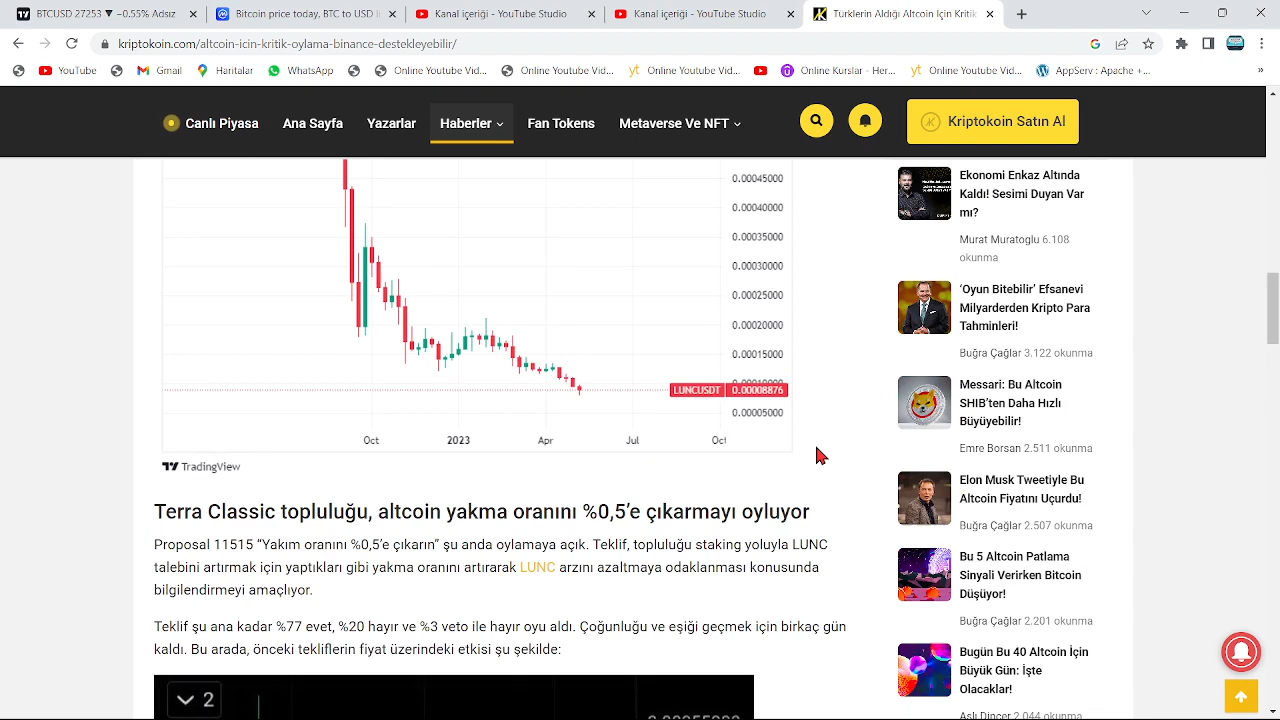 BTCUSD 27253 ▼ −0.55% Adsız
Bitcoin price today, BTC to USD li
Kanal içeriği - YouTube Studio
Kanal içeriği - YouTube Studio
Türklerin Aldığı Altcoin İçin Kritik
kriptokoin.com/altcoin-icin-kritik-oylama-binance-destekleyebilir/
YouTube
Gmail
Haritalar
WhatsApp
Online Youtube Vid...
Online Youtube Vid...
Online Youtube Vid...
Online Kurslar - Her...
Online Youtube Vid...
AppServ : Apache +...
»
Canlı Piyasa
Ana Sayfa
Yazarlar
Haberler
Fan Tokens
Metaverse Ve NFT
Kriptokoin Satın Al
0.00045000
0.00040000
0.00035000
0.00030000
0.00025000
0.00020000
0.00015000
0.00010000
LUNCUSDT 0.00008876
0.00005000
Oct 2023 Apr Jul Oct
TradingView
Terra Classic topluluğu, altcoin yakma oranını %0,5’e çıkarmayı oyluyor
Proposal 11515 “Yakım oranını %0,5’e çıkarın” şu anda oylamaya açık. Teklif, topluluğu staking yoluyla LUNC
talebini artırmak için yaptıkları gibi yakma oranını artırarak LUNC arzını azaltmaya odaklanması konusunda
bilgilendirmeyi amaçlıyor.
Teklif şu ana kadar %77 evet, %20 hayır ve %3 veto ile hayır oyu aldı. Çoğunluğu ve eşiği geçmek için birkaç gün
kaldı. Bu arada, önceki tekliflerin fiyat üzerindeki etkisi şu şekilde:
2
0.00055000
Ekonomi Enkaz Altında
Kaldı! Sesimi Duyan Var
mı?
Murat Muratoglu 6.108
okunma
‘Oyun Bitebilir’ Efsanevi
Milyarderden Kripto Para
Tahminleri!
Buğra Çağlar 3.122 okunma
Messari: Bu Altcoin
SHIB’ten Daha Hızlı
Büyüyebilir!
Emre Borsan 2.511 okunma
Elon Musk Tweetiyle Bu
Altcoin Fiyatını Uçurdu!
Buğra Çağlar 2.507 okunma
Bu 5 Altcoin Patlama
Sinyali Verirken Bitcoin
Düşüyor!
Buğra Çağlar 2.201 okunma
Bugün Bu 40 Altcoin İçin
Büyük Gün: İşte
Olacaklar!
Aslı Dinçer 2.044 okunma